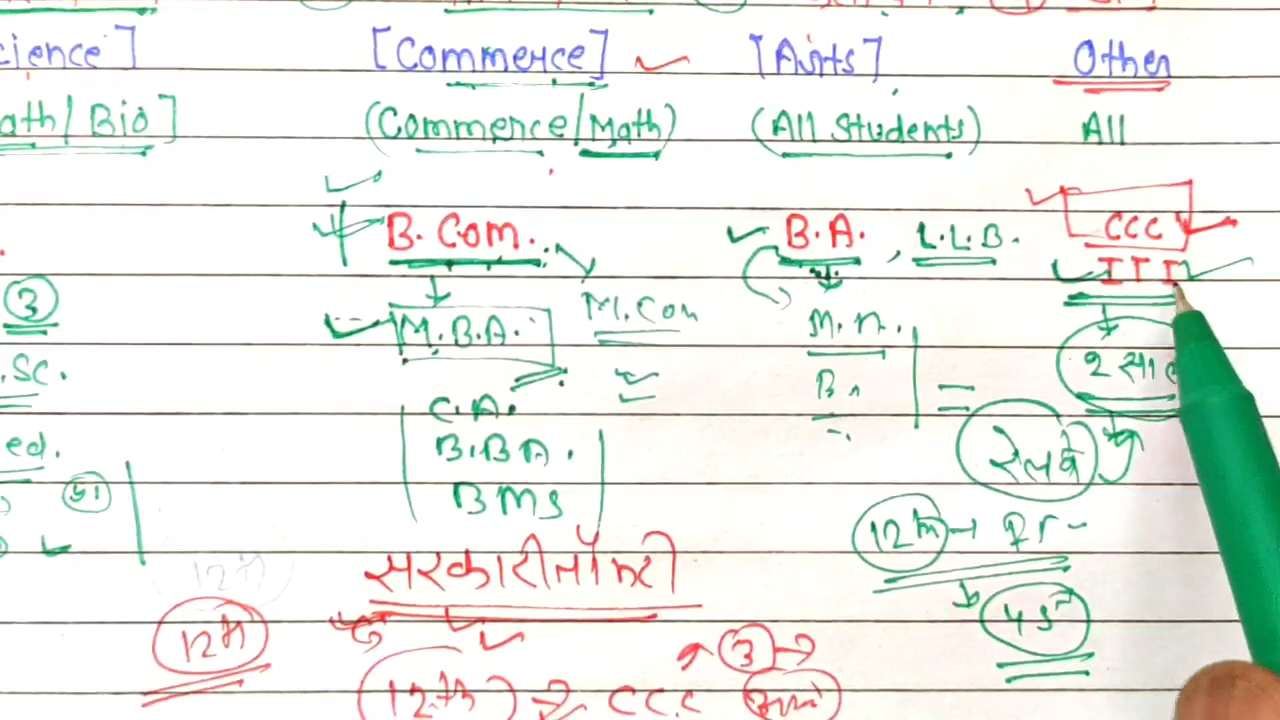 cience] [Commerce] [Arts] Other
ath/Bio] (Commerce/Math) (All Students) All
B.Com. B.A. , L.L.B. CCC
ITI
3 M.B.A. M.Com M.A.
.Sc. C.A. 2 साल
ed. B.B.A. रेलवे
BMS 12th
सरकारी नौकरी
12th 3
12th CCC